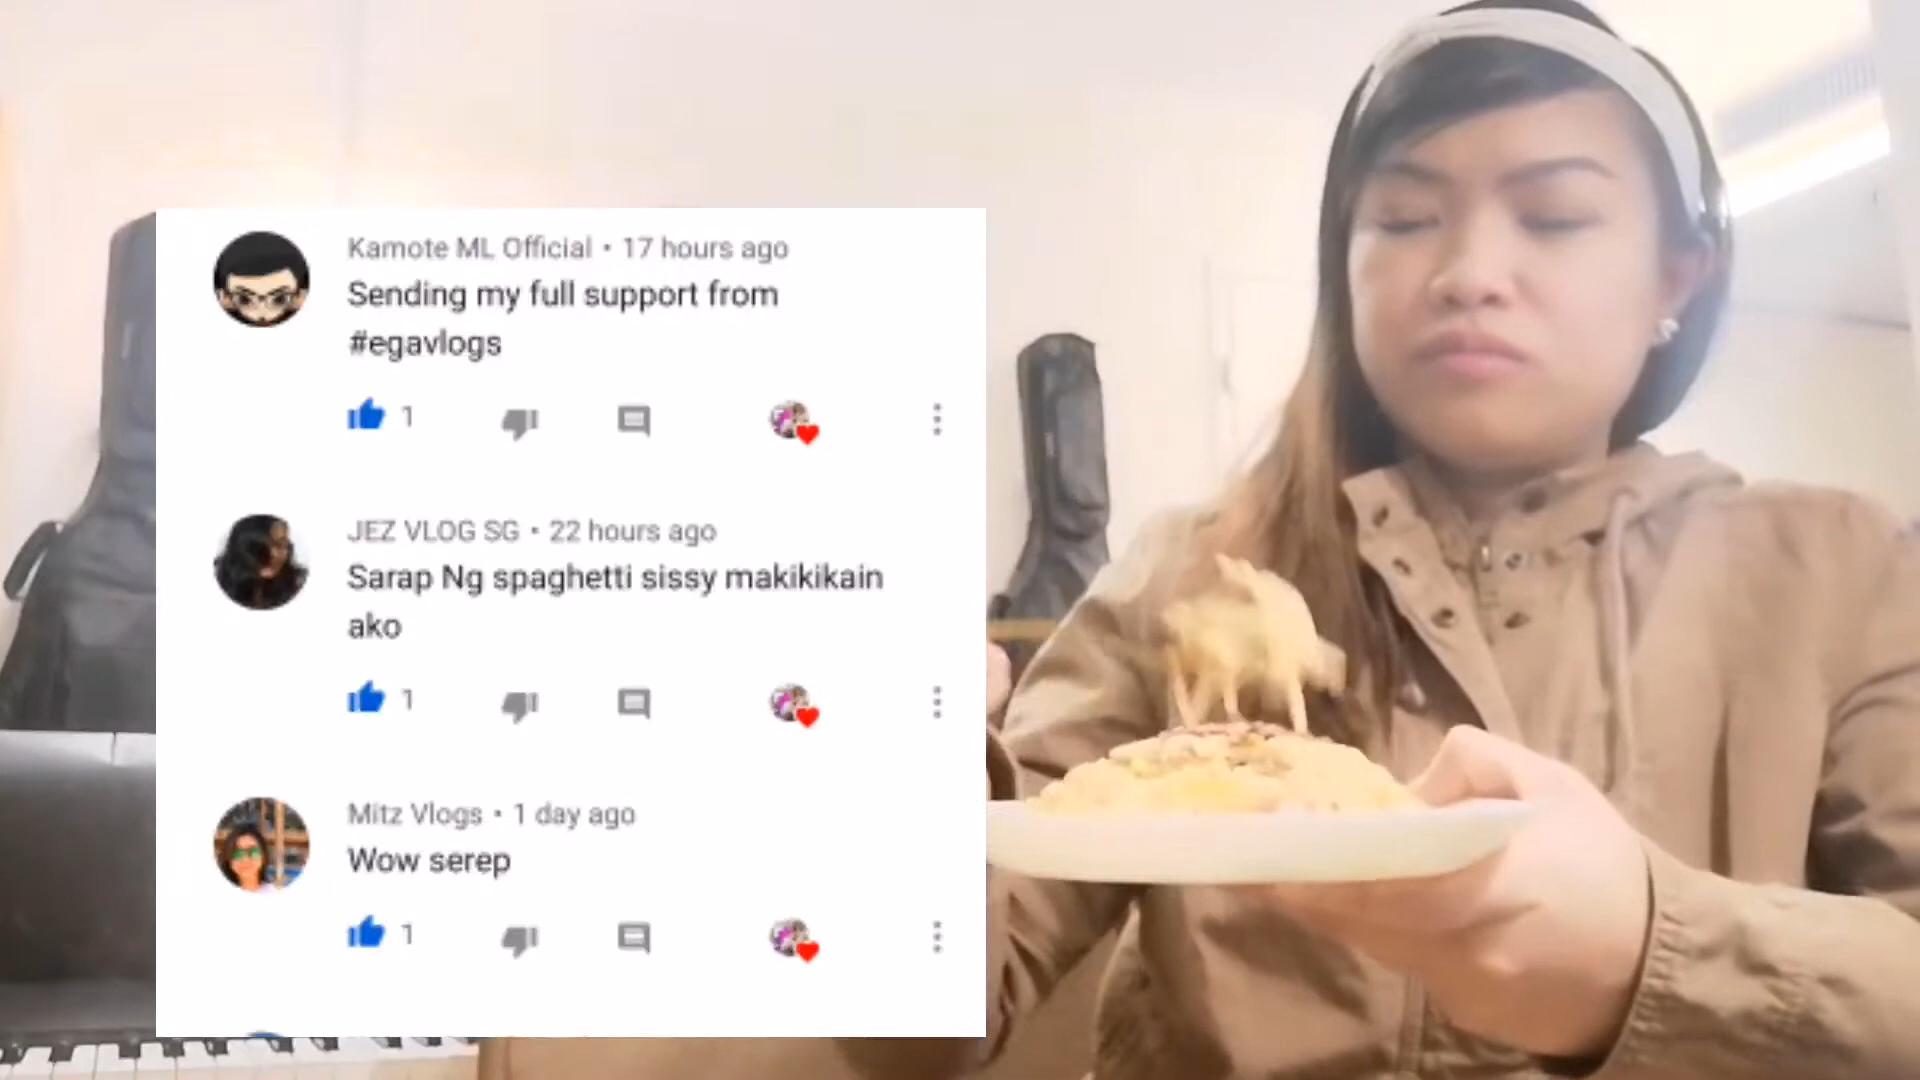 Kamote ML Official • 17 hours ago
Sending my full support from
#egavlogs
1
JEZ VLOG SG • 22 hours ago
Sarap Ng spaghetti sissy makikikain
ako
1
Mitz Vlogs • 1 day ago
Wow serep
1